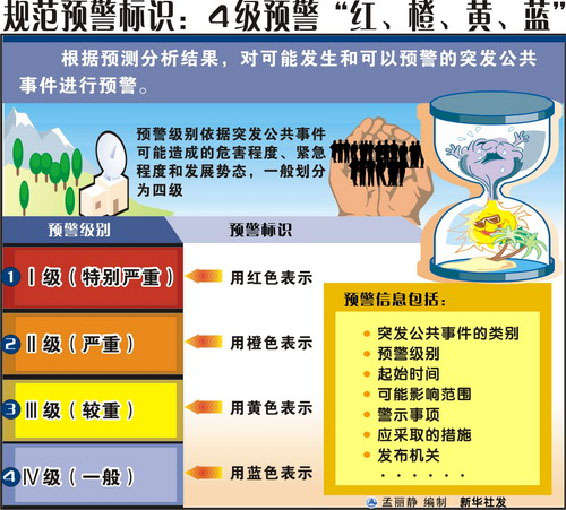 规范预警标识：4级预警“红、橙、黄、蓝”
根据预测分析结果，对可能发生和可以预警的突发公共
事件进行预警。
预警级别依据突发公共事件
可能造成的危害程度、紧急
程度和发展势态，一般划分
为四级
预警级别
预警标识
1 Ⅰ级（特别严重）
用红色表示
2 Ⅱ级（严重）
用橙色表示
3 Ⅲ级（较重）
用黄色表示
4 Ⅳ级（一般）
用蓝色表示
预警信息包括：
突发公共事件的类别
预警级别
起始时间
可能影响范围
警示事项
应采取的措施
发布机关
······
孟丽静 编制 新华社发